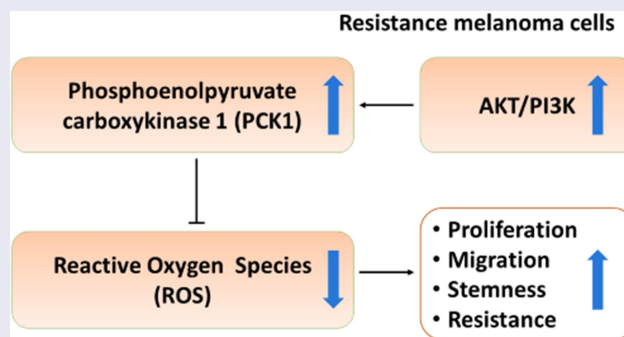 Resistance melanoma cells
Phosphoenolpyruvate
carboxykinase 1 (PCK1)
AKT/PI3K
Reactive Oxygen Species
(ROS)
• Proliferation
• Migration
• Stemness
• Resistance